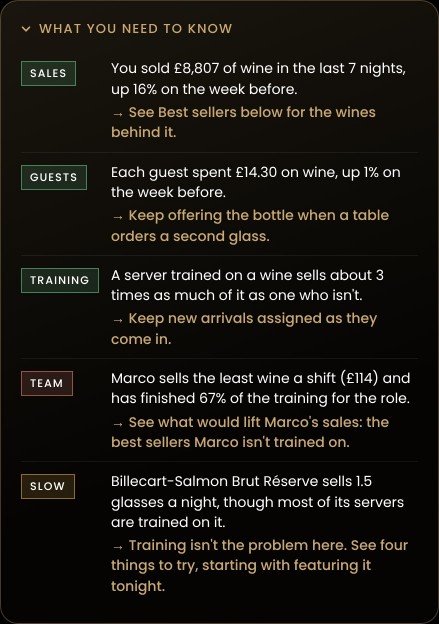 WHAT YOU NEED TO KNOW
SALES
You sold £8,807 of wine in the last 7 nights,
up 16% on the week before.
→ See Best sellers below for the wines
behind it.
GUESTS
Each guest spent £14.30 on wine, up 1% on
the week before.
→ Keep offering the bottle when a table
orders a second glass.
TRAINING
A server trained on a wine sells about 3
times as much of it as one who isn't.
→ Keep new arrivals assigned as they
come in.
TEAM
Marco sells the least wine a shift (£114) and
has finished 67% of the training for the role.
→ See what would lift Marco's sales: the
best sellers Marco isn't trained on.
SLOW
Billecart-Salmon Brut Réserve sells 1.5
glasses a night, though most of its servers
are trained on it.
→ Training isn't the problem here. See four
things to try, starting with featuring it
tonight.